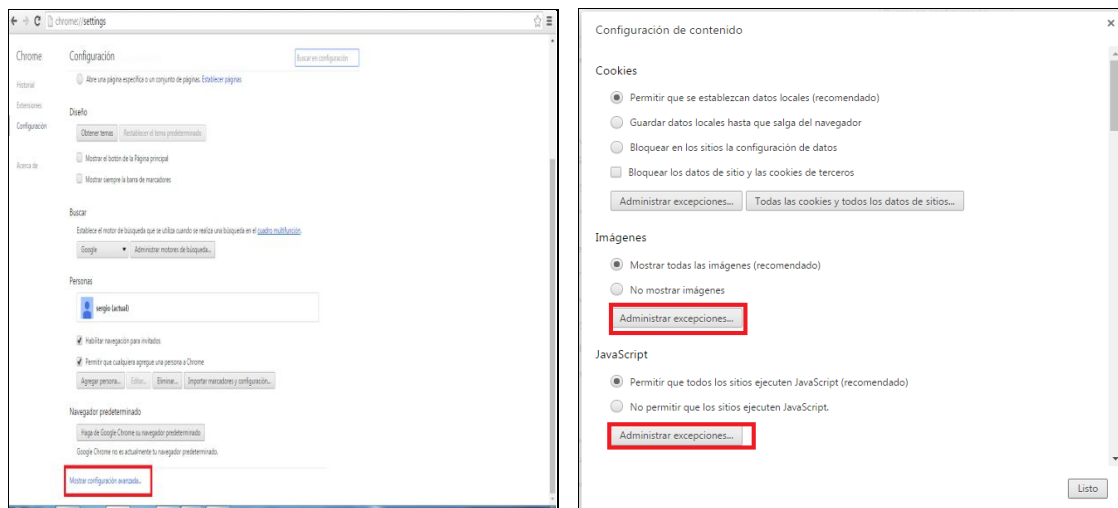 chrome://settings
Chrome
Configuración
Buscar en configuración
Historial
Extensiones
Configuración
Acerca de
Abre una página específica o un conjunto de páginas. Establecer páginas
Diseño
Obtener temas
Restablecer el tema predeterminado
Mostrar el botón de la Página principal
Mostrar siempre la barra de marcadores
Buscar
Establece el motor de búsqueda que se utiliza cuando se realiza una búsqueda en el cuadro multifunción.
Google
Administrar motores de búsqueda...
Personas
sergio (actual)
Habilitar navegación para invitados
Permitir que cualquiera agregue una persona a Chrome
Agregar persona...
Editar...
Eliminar...
Importar marcadores y configuración...
Navegador predeterminado
Haga de Google Chrome su navegador predeterminado
Google Chrome no es actualmente tu navegador predeterminado.
Mostrar configuración avanzada...
Configuración de contenido
Cookies
Permitir que se establezcan datos locales (recomendado)
Guardar datos locales hasta que salga del navegador
Bloquear en los sitios la configuración de datos
Bloquear los datos de sitio y las cookies de terceros
Administrar excepciones...
Todas las cookies y todos los datos de sitios...
Imágenes
Mostrar todas las imágenes (recomendado)
No mostrar imágenes
Administrar excepciones...
JavaScript
Permitir que todos los sitios ejecuten JavaScript (recomendado)
No permitir que los sitios ejecuten JavaScript.
Administrar excepciones...
Listo